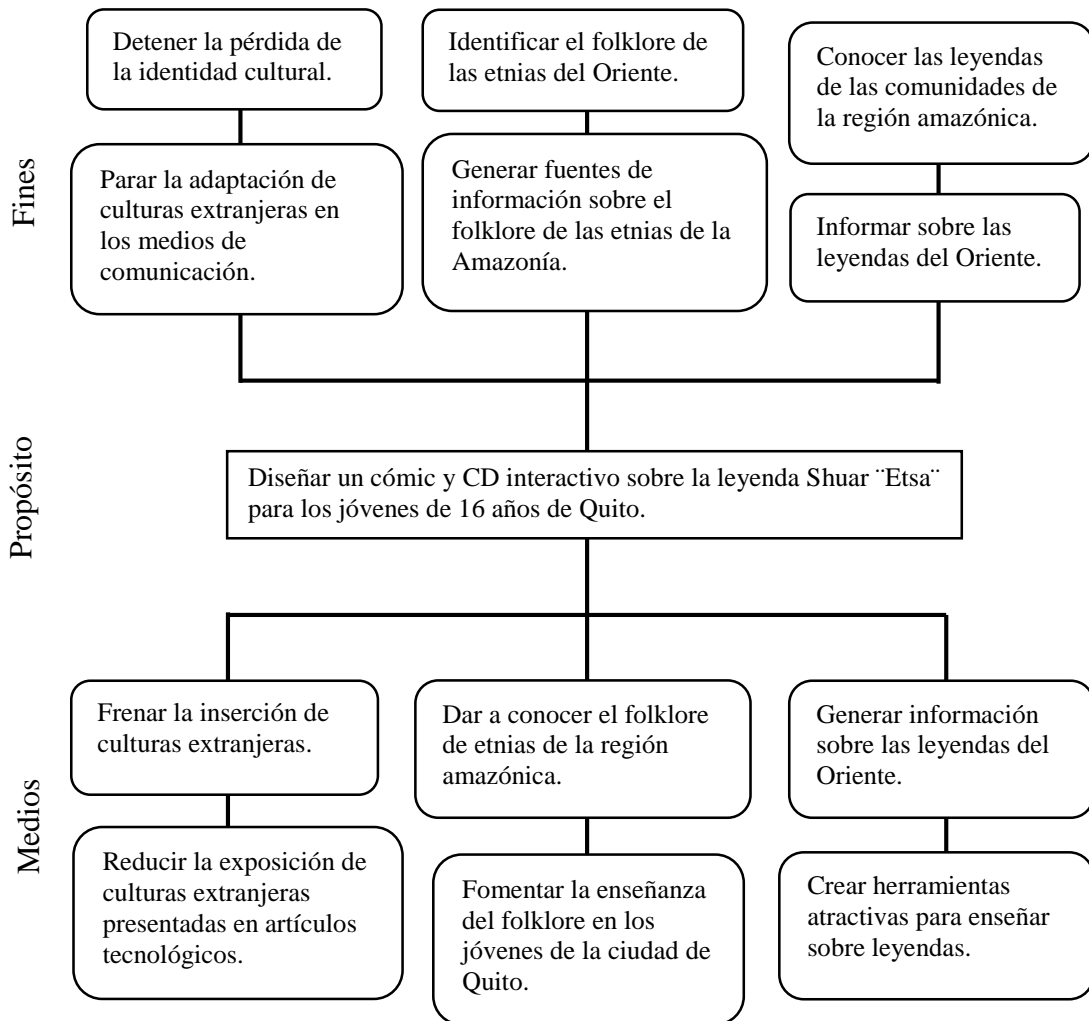 Fines
Detener la pérdida de
la identidad cultural.
Identificar el folklore de
las etnias del Oriente.
Conocer las leyendas
de las comunidades de
la región amazónica.
Parar la adaptación de
culturas extranjeras en
los medios de
comunicación.
Generar fuentes de
información sobre el
folklore de las etnias de la
Amazonía.
Informar sobre las
leyendas del Oriente.
Propósito
Diseñar un cómic y CD interactivo sobre la leyenda Shuar ¨Etsa¨
para los jóvenes de 16 años de Quito.
Medios
Frenar la inserción de
culturas extranjeras.
Dar a conocer el folklore
de etnias de la región
amazónica.
Generar información
sobre las leyendas del
Oriente.
Reducir la exposición de
culturas extranjeras
presentadas en artículos
tecnológicos.
Fomentar la enseñanza
del folklore en los
jóvenes de la ciudad de
Quito.
Crear herramientas
atractivas para enseñar
sobre leyendas.